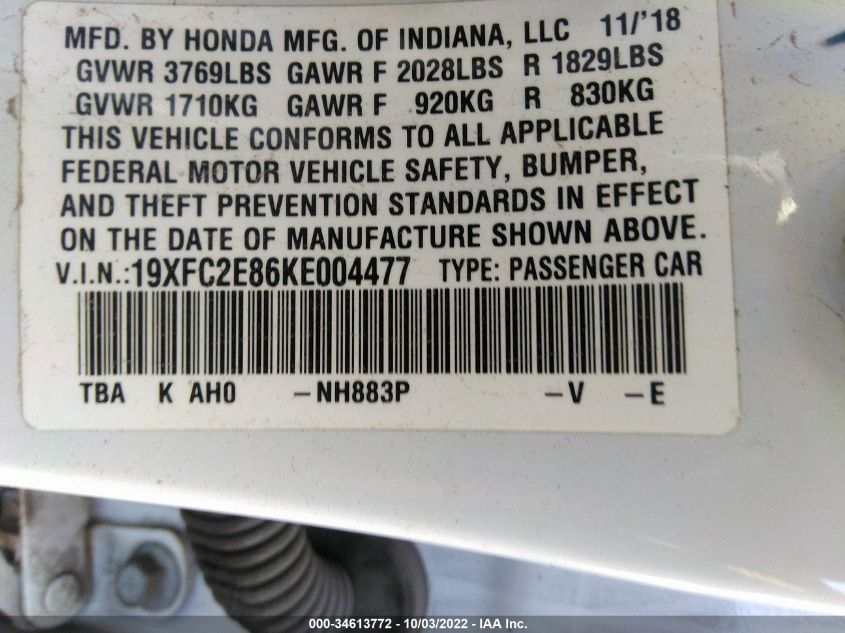 MFD. BY HONDA MFG. OF INDIANA, LLC 11/'18
GVWR 3769LBS GAWR F 2028LBS R 1829LBS
GVWR 1710KG GAWR F 920KG R 830KG
THIS VEHICLE CONFORMS TO ALL APPLICABLE
FEDERAL MOTOR VEHICLE SAFETY, BUMPER,
AND THEFT PREVENTION STANDARDS IN EFFECT
ON THE DATE OF MANUFACTURE SHOWN ABOVE.
V.I.N.:19XFC2E86KE004477 TYPE: PASSENGER CAR
TBA K AH0 –NH883P –V –E
000-34613772 - 10/03/2022 - IAA Inc.